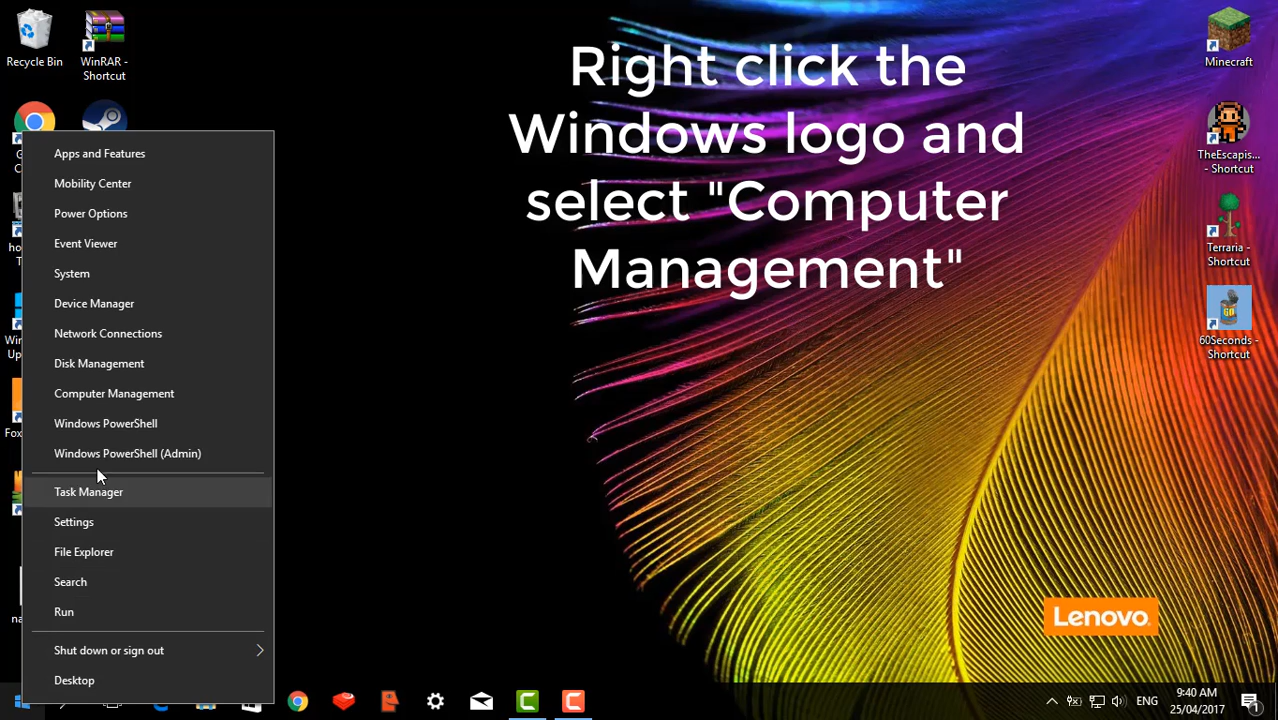 Recycle Bin
WinRAR -
Shortcut
Right click the
Windows logo and
select "Computer
Management"
Minecraft
TheEscapis...
- Shortcut
Terraria -
Shortcut
60
60Seconds -
Shortcut
Apps and Features
Mobility Center
Power Options
Event Viewer
System
Device Manager
Network Connections
Disk Management
Computer Management
Windows PowerShell
Windows PowerShell (Admin)
Task Manager
Settings
File Explorer
Search
Run
Shut down or sign out
Desktop
Lenovo
ENG
9:40 AM
25/04/2017
1